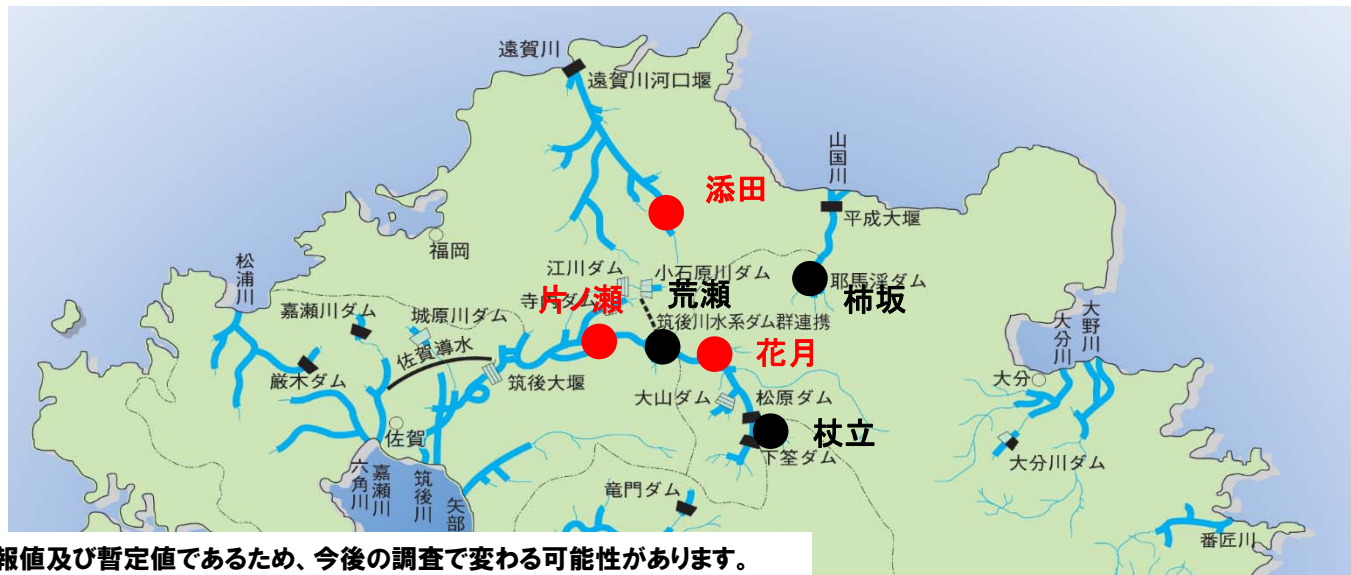 遠賀川
遠賀川河口堰
山国川
添田
平成大堰
福岡
松浦川
江川ダム
小石原川ダム
耶馬渓ダム
柿坂
嘉瀬川ダム
城原川ダム
寺内ダム
片ノ瀬
荒瀬
筑後川水系ダム群連携
花月
大分川
大野川
佐賀導水
厳木ダム
筑後大堰
大山ダム
松原ダム
大分
佐賀
杖立
下筌ダム
大分川ダム
六角川
嘉瀬川
筑後川
矢部
竜門ダム
番匠川
報値及び暫定値であるため、今後の調査で変わる可能性があります。